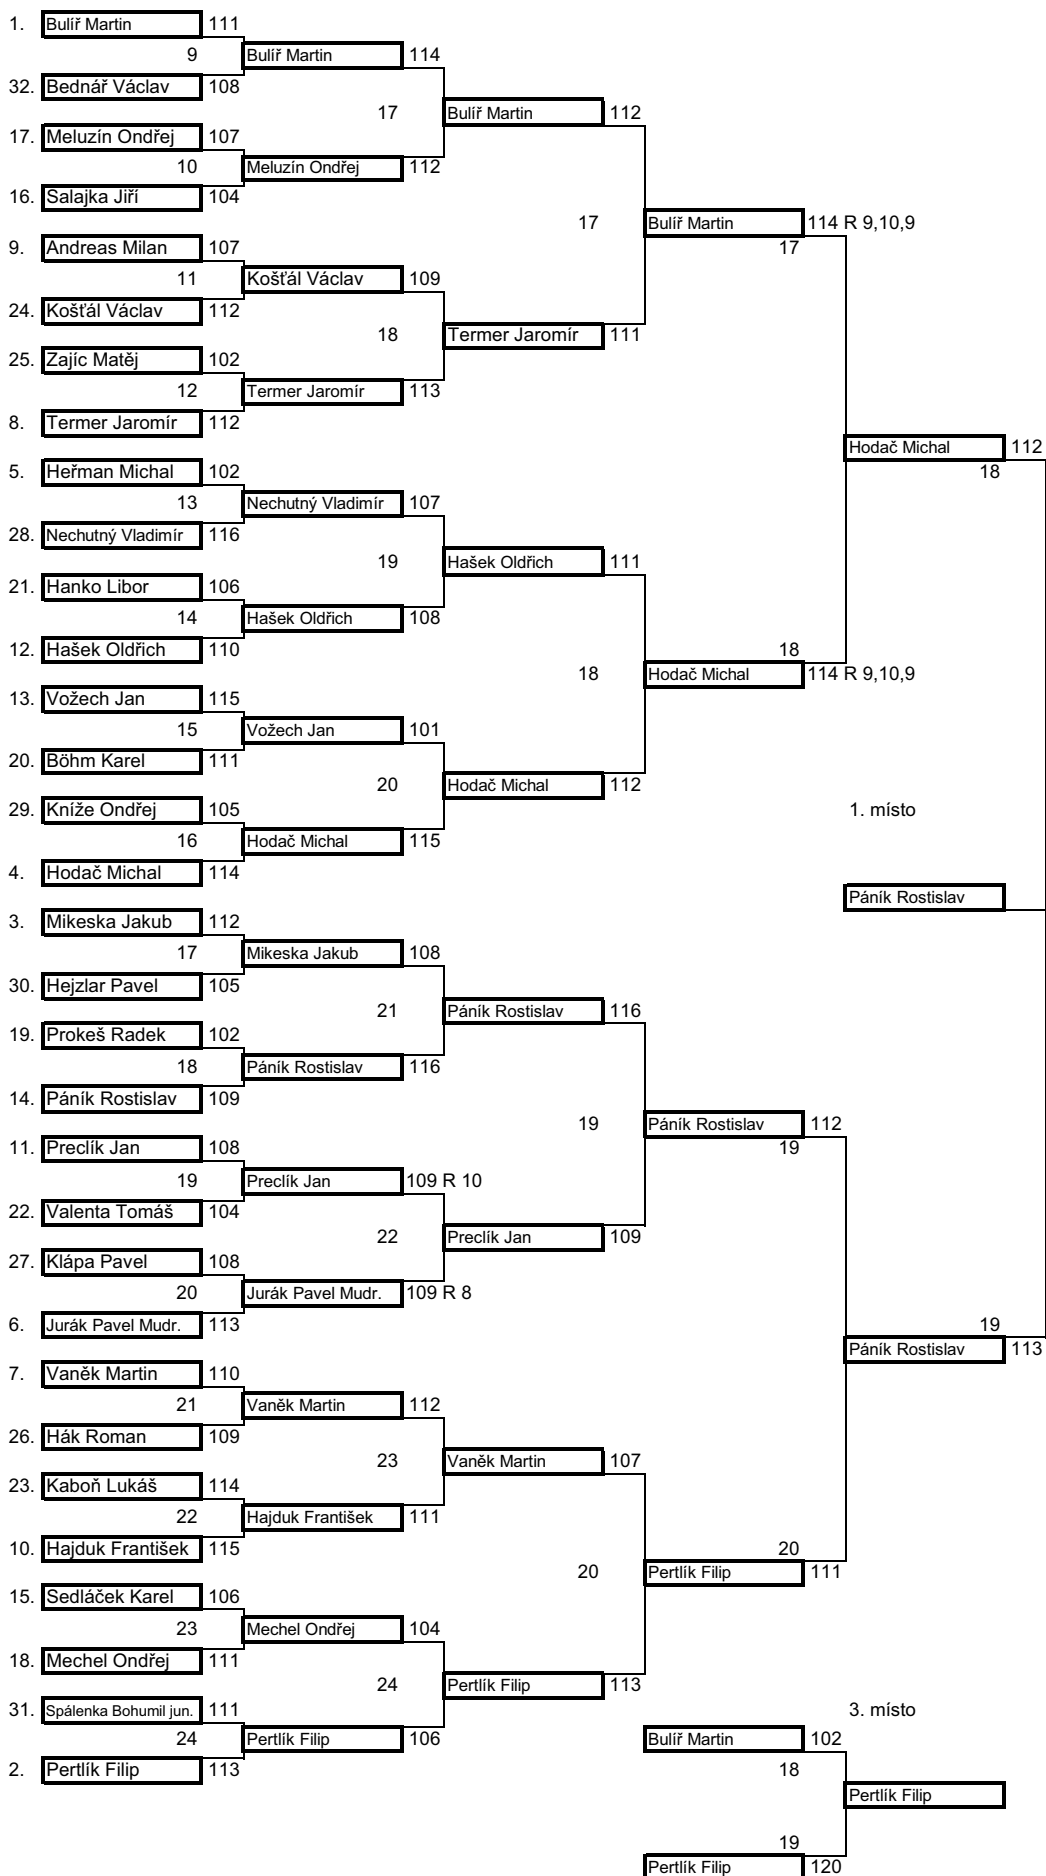 1. Bulíř Martin 111
9 Bulíř Martin 114
32. Bednář Václav 108
17 Bulíř Martin 112
17. Meluzín Ondřej 107
10 Meluzín Ondřej 112
16. Salajka Jiří 104
17 Bulíř Martin 114 R 9,10,9
17
9. Andreas Milan 107
11 Košťál Václav 109
24. Košťál Václav 112
18 Termer Jaromír 111
25. Zajíc Matěj 102
12 Termer Jaromír 113
8. Termer Jaromír 112
Hodač Michal 112
18
5. Heřman Michal 102
13 Nechutný Vladimír 107
28. Nechutný Vladimír 116
19 Hašek Oldřich 111
21. Hanko Libor 106
14 Hašek Oldřich 108
12. Hašek Oldřich 110
18
18 Hodač Michal 114 R 9,10,9
13. Vožech Jan 115
15 Vožech Jan 101
20. Böhm Karel 111
20 Hodač Michal 112
29. Kníže Ondřej 105
1. místo
16 Hodač Michal 115
4. Hodač Michal 114
Páník Rostislav
3. Mikeska Jakub 112
17 Mikeska Jakub 108
30. Hejzlar Pavel 105
21 Páník Rostislav 116
19. Prokeš Radek 102
18 Páník Rostislav 116
14. Páník Rostislav 109
19 Páník Rostislav 112
19
11. Preclík Jan 108
19 Preclík Jan 109 R 10
22. Valenta Tomáš 104
22 Preclík Jan 109
27. Klápa Pavel 108
20 Jurák Pavel Mudr. 109 R 8
6. Jurák Pavel Mudr. 113
19
Páník Rostislav 113
7. Vaněk Martin 110
21 Vaněk Martin 112
26. Hák Roman 109
23 Vaněk Martin 107
23. Kaboň Lukáš 114
22 Hajduk František 111
10. Hajduk František 115
20
20 Pertlík Filip 111
15. Sedláček Karel 106
23 Mechel Ondřej 104
18. Mechel Ondřej 111
24 Pertlík Filip 113
31. Spálenka Bohumil jun. 111
3. místo
24 Pertlík Filip 106
Bulíř Martin 102
2. Pertlík Filip 113
18
Pertlík Filip
19
Pertlík Filip 120